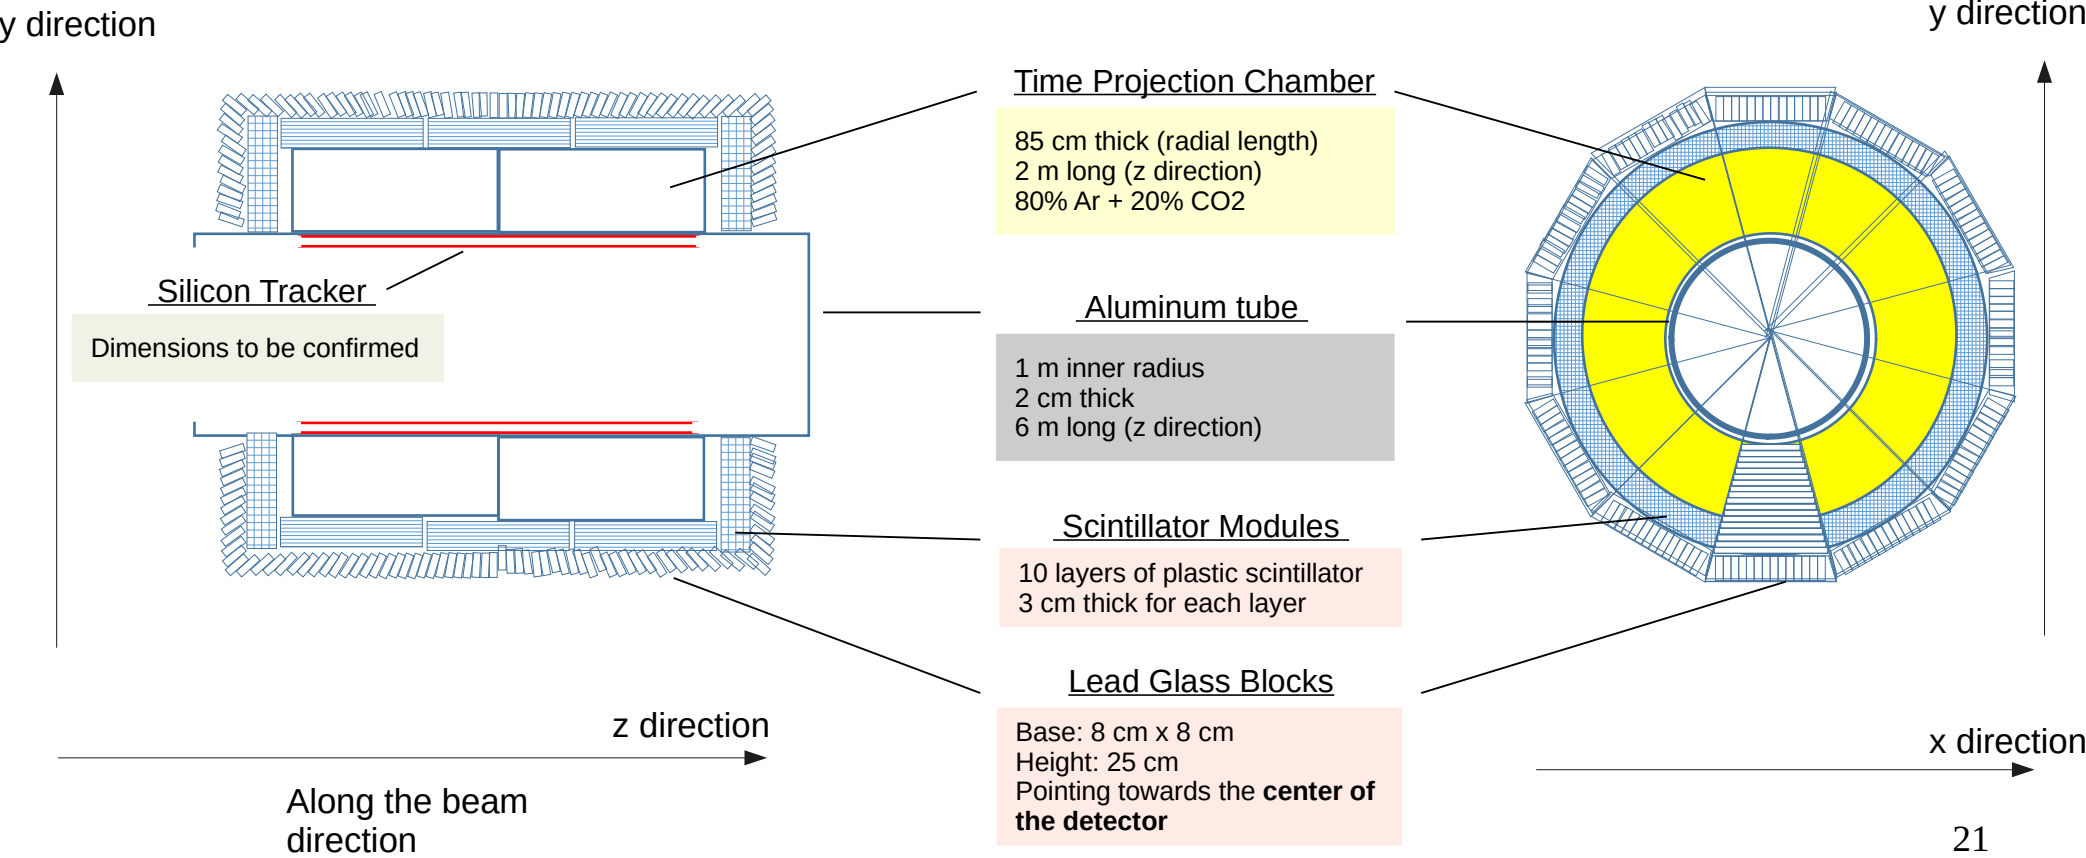 y direction
y direction
Time Projection Chamber
85 cm thick (radial length)
2 m long (z direction)
80% Ar + 20% CO2
Silicon Tracker
Dimensions to be confirmed
Aluminum tube
1 m inner radius
2 cm thick
6 m long (z direction)
Scintillator Modules
10 layers of plastic scintillator
3 cm thick for each layer
Lead Glass Blocks
Base: 8 cm x 8 cm
Height: 25 cm
Pointing towards the center of
the detector
z direction
Along the beam
direction
x direction
21